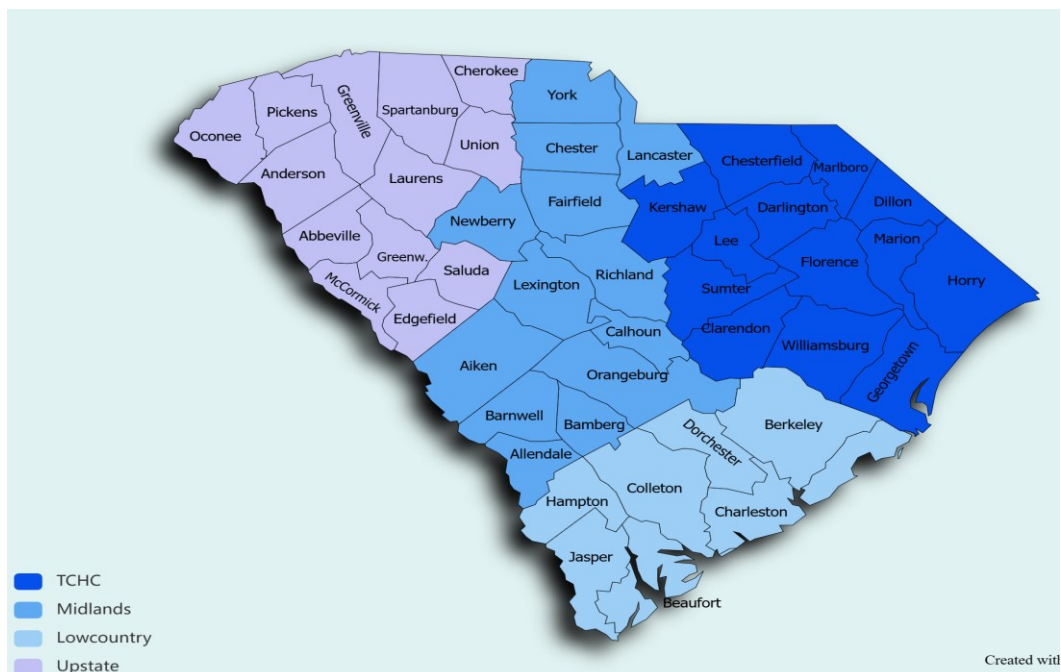 Cherokee
York
Spartanburg
Greenville
Pickens
Oconee
Union
Chester
Lancaster
Chesterfield
Marlboro
Anderson
Laurens
Dillon
Newberry
Fairfield
Kershaw
Darlington
Abbeville
Greenw.
Lee
Marion
Saluda
Richland
Florence
McCormick
Lexington
Sumter
Horry
Edgefield
Calhoun
Clarendon
Williamsburg
Aiken
Orangeburg
Georgetown
Barnwell
Bamberg
Dorchester
Berkeley
Allendale
Hampton
Colleton
Charleston
Jasper
Beaufort
TCHC
Midlands
Lowcountry
Upstate
Created with